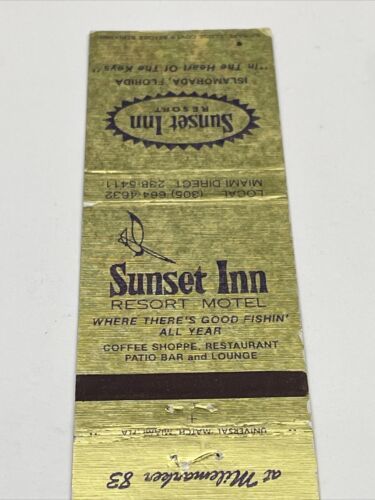 "In The Heart Of The Keys"
ISLAMORADA, FLORIDA
RESORT
Sunset Inn
MIAMI DIRECT 238-5411
LOCAL (305) 664-4632
Sunset Inn
RESORT MOTEL
WHERE THERE'S GOOD FISHIN'
ALL YEAR
COFFEE SHOPPE, RESTAURANT
PATIO BAR and LOUNGE
UNIVERSAL MATCH, MIAMI, FLA
at Milemarker 83